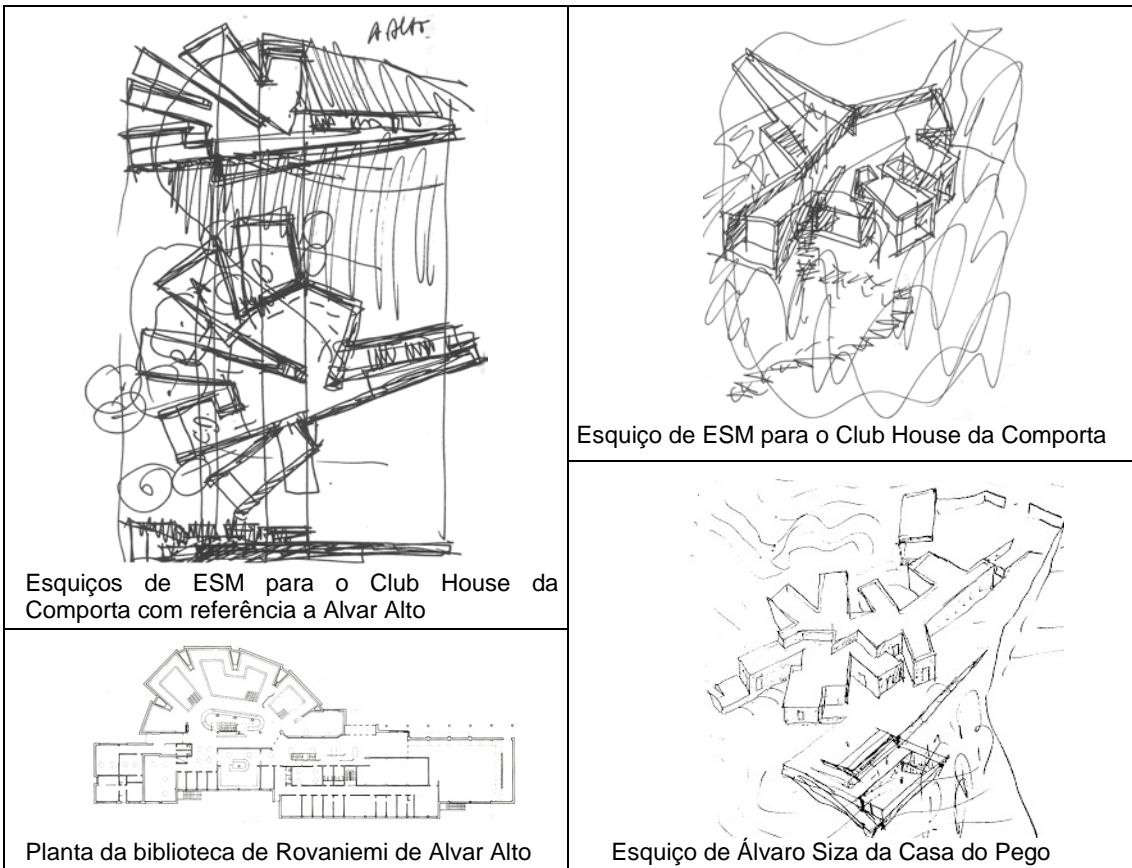 A Alto
Esquiços de ESM para o Club House da
Comporta com referência a Alvar Alto
Planta da biblioteca de Rovaniemi de Alvar Alto
Esquiço de ESM para o Club House da Comporta
Esquiço de Álvaro Siza da Casa do Pego